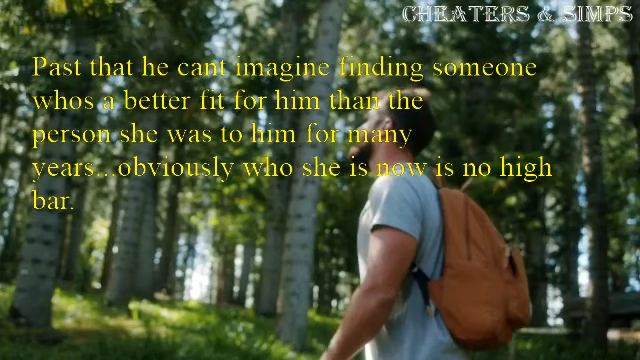 CHEATERS & SIMPS
Past that he cant imagine finding someone
whos a better fit for him than the
person she was to him for many
years...obviously who she is now is no high
bar.